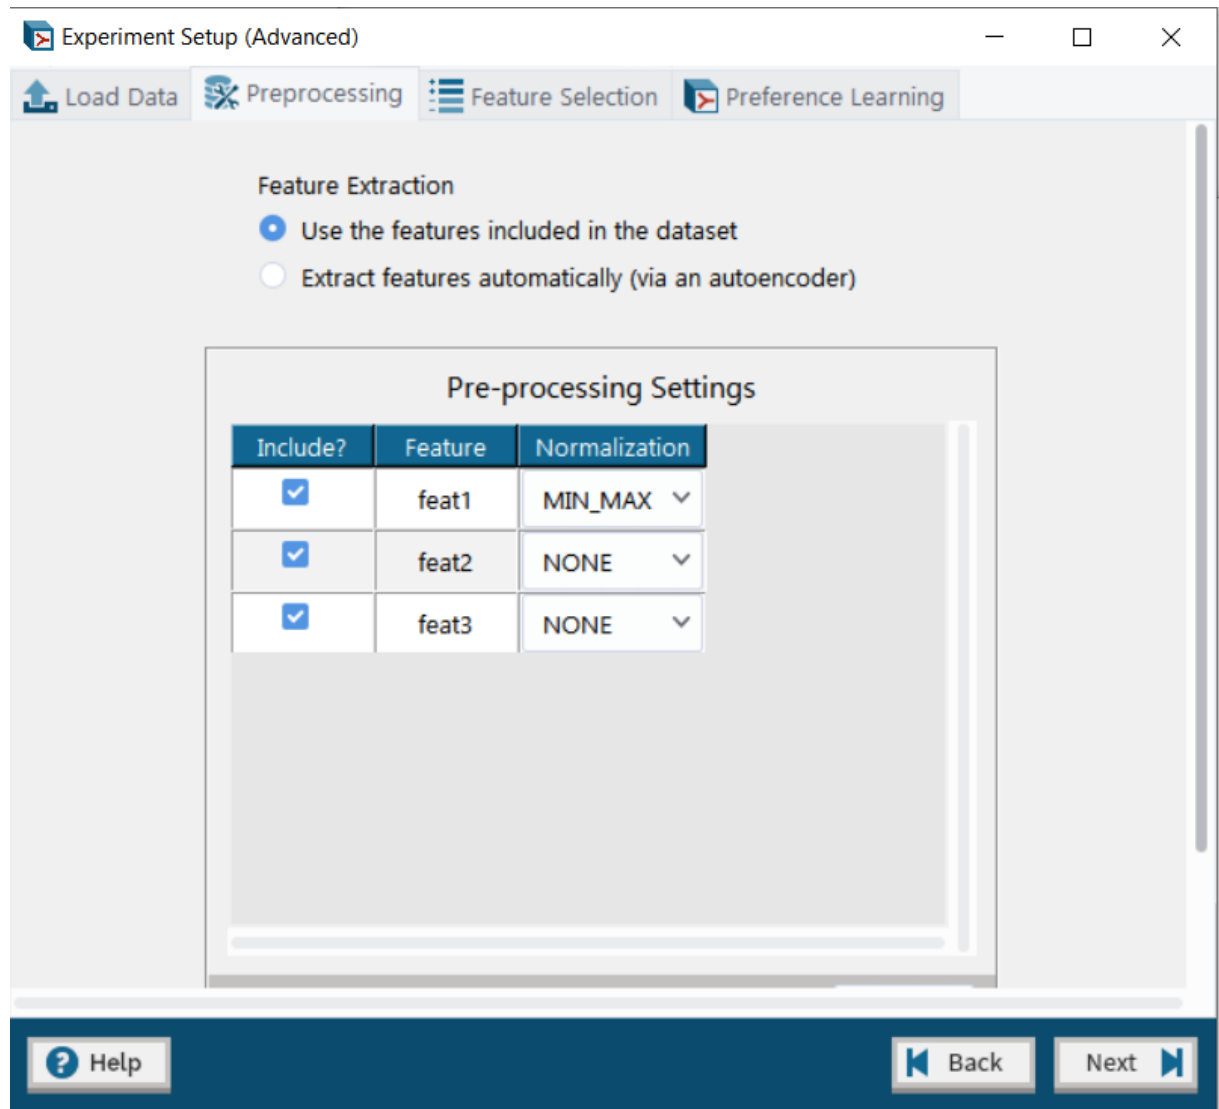 Experiment Setup (Advanced)
Load Data Preprocessing Feature Selection Preference Learning
Feature Extraction
Use the features included in the dataset
Extract features automatically (via an autoencoder)
Pre-processing Settings
Include? Feature Normalization
feat1 MIN_MAX
feat2 NONE
feat3 NONE
? Help Back Next